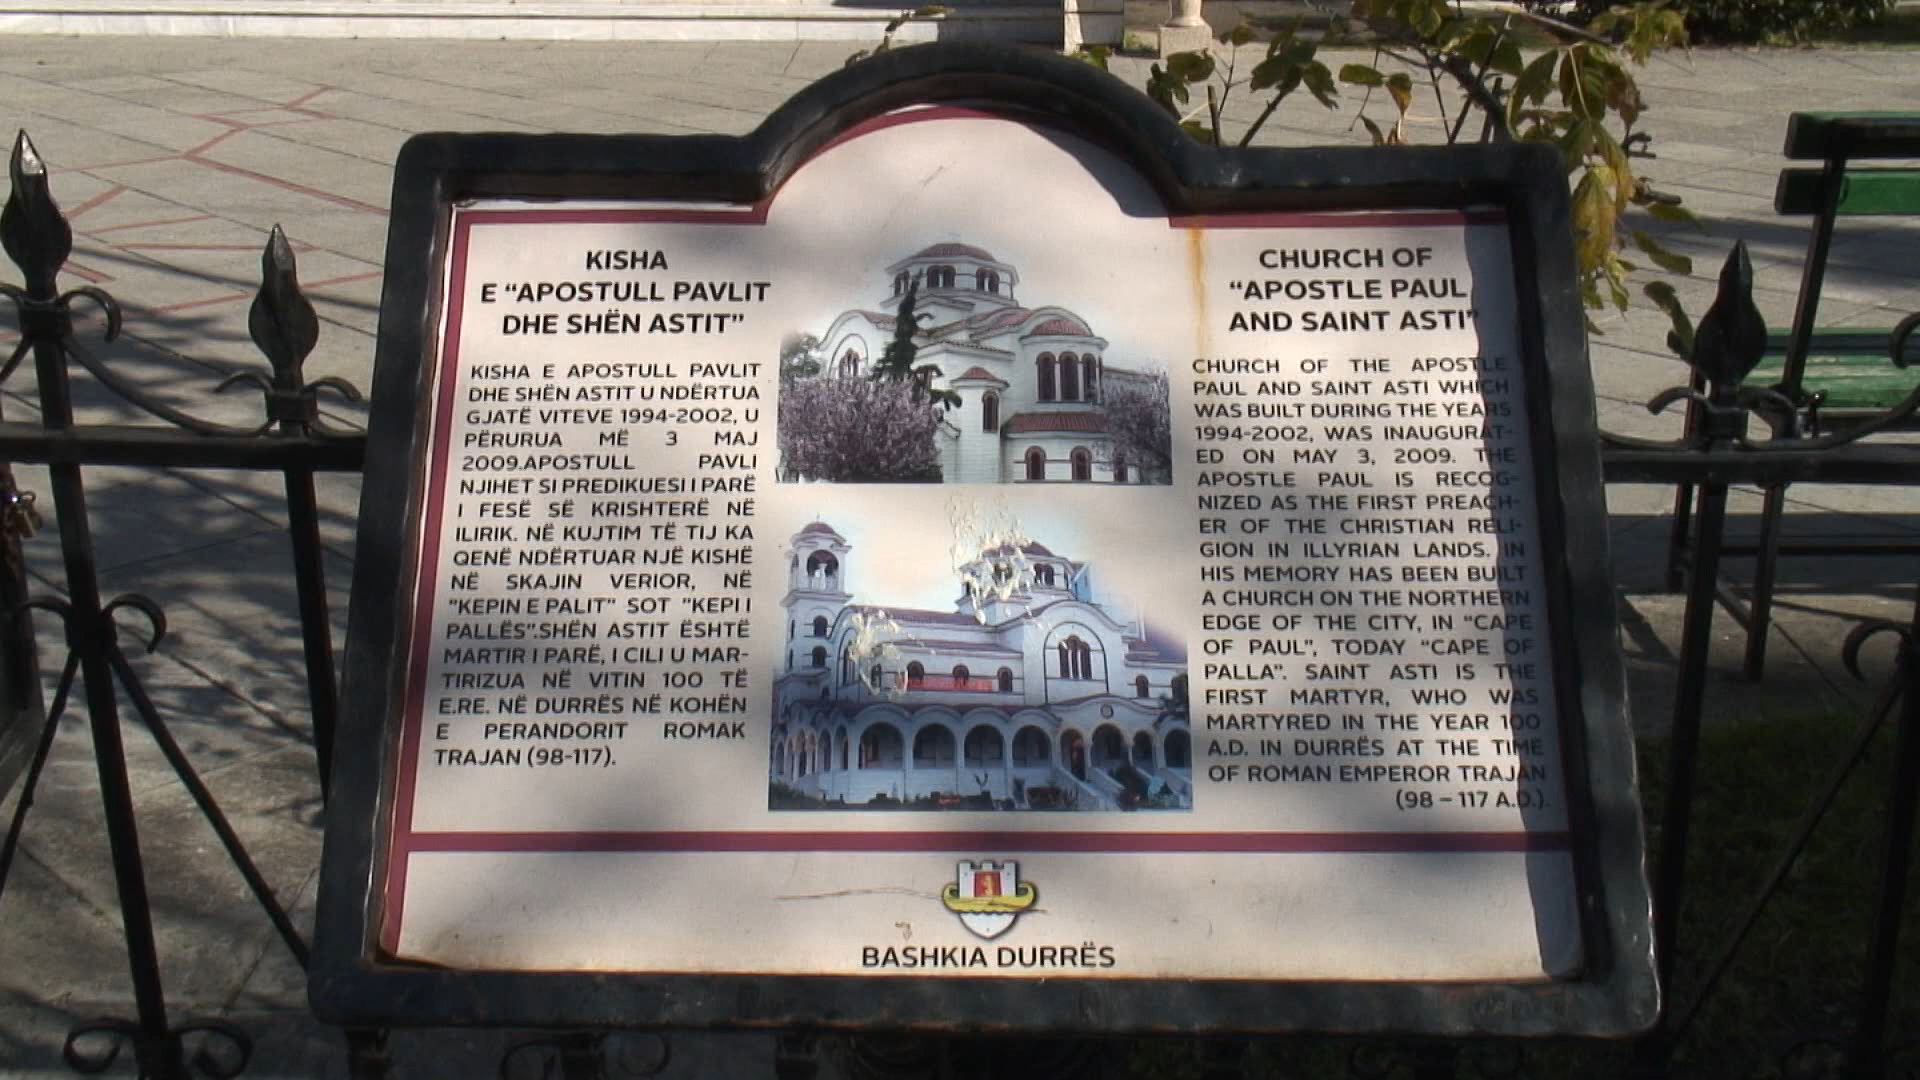 KISHA
E “APOSTULL PAVLIT
DHE SHËN ASTIT”
KISHA E APOSTULL PAVLIT
DHE SHËN ASTIT U NDËRTUA
GJATË VITEVE 1994-2002, U
PËRURUA MË 3 MAJ
2009.APOSTULL PAVLI
NJIHET SI PREDIKUESI I PARË
I FESË SË KRISHTERË NË
ILIRIK. NË KUJTIM TË TIJ KA
QENË NDËRTUAR NJË KISHË
NË SKAJIN VERIOR, NË
"KEPIN E PALIT" SOT "KEPI I
PALLËS".SHËN ASTIT ËSHTË
MARTIR I PARË, I CILI U MAR-
TIRIZUA NË VITIN 100 TË
E.RE. NË DURRËS NË KOHËN
E PERANDORIT ROMAK
TRAJAN (98-117).
CHURCH OF
“APOSTLE PAUL
AND SAINT ASTI”
CHURCH OF THE APOSTLE
PAUL AND SAINT ASTI WHICH
WAS BUILT DURING THE YEARS
1994-2002, WAS INAUGURAT-
ED ON MAY 3, 2009. THE
APOSTLE PAUL IS RECOG-
NIZED AS THE FIRST PREACH-
ER OF THE CHRISTIAN RELI-
GION IN ILLYRIAN LANDS. IN
HIS MEMORY HAS BEEN BUILT
A CHURCH ON THE NORTHERN
EDGE OF THE CITY, IN “CAPE
OF PAUL”, TODAY “CAPE OF
PALLA”. SAINT ASTI IS THE
FIRST MARTYR, WHO WAS
MARTYRED IN THE YEAR 100
A.D. IN DURRËS AT THE TIME
OF ROMAN EMPEROR TRAJAN
(98 – 117 A.D.).
BASHKIA DURRËS